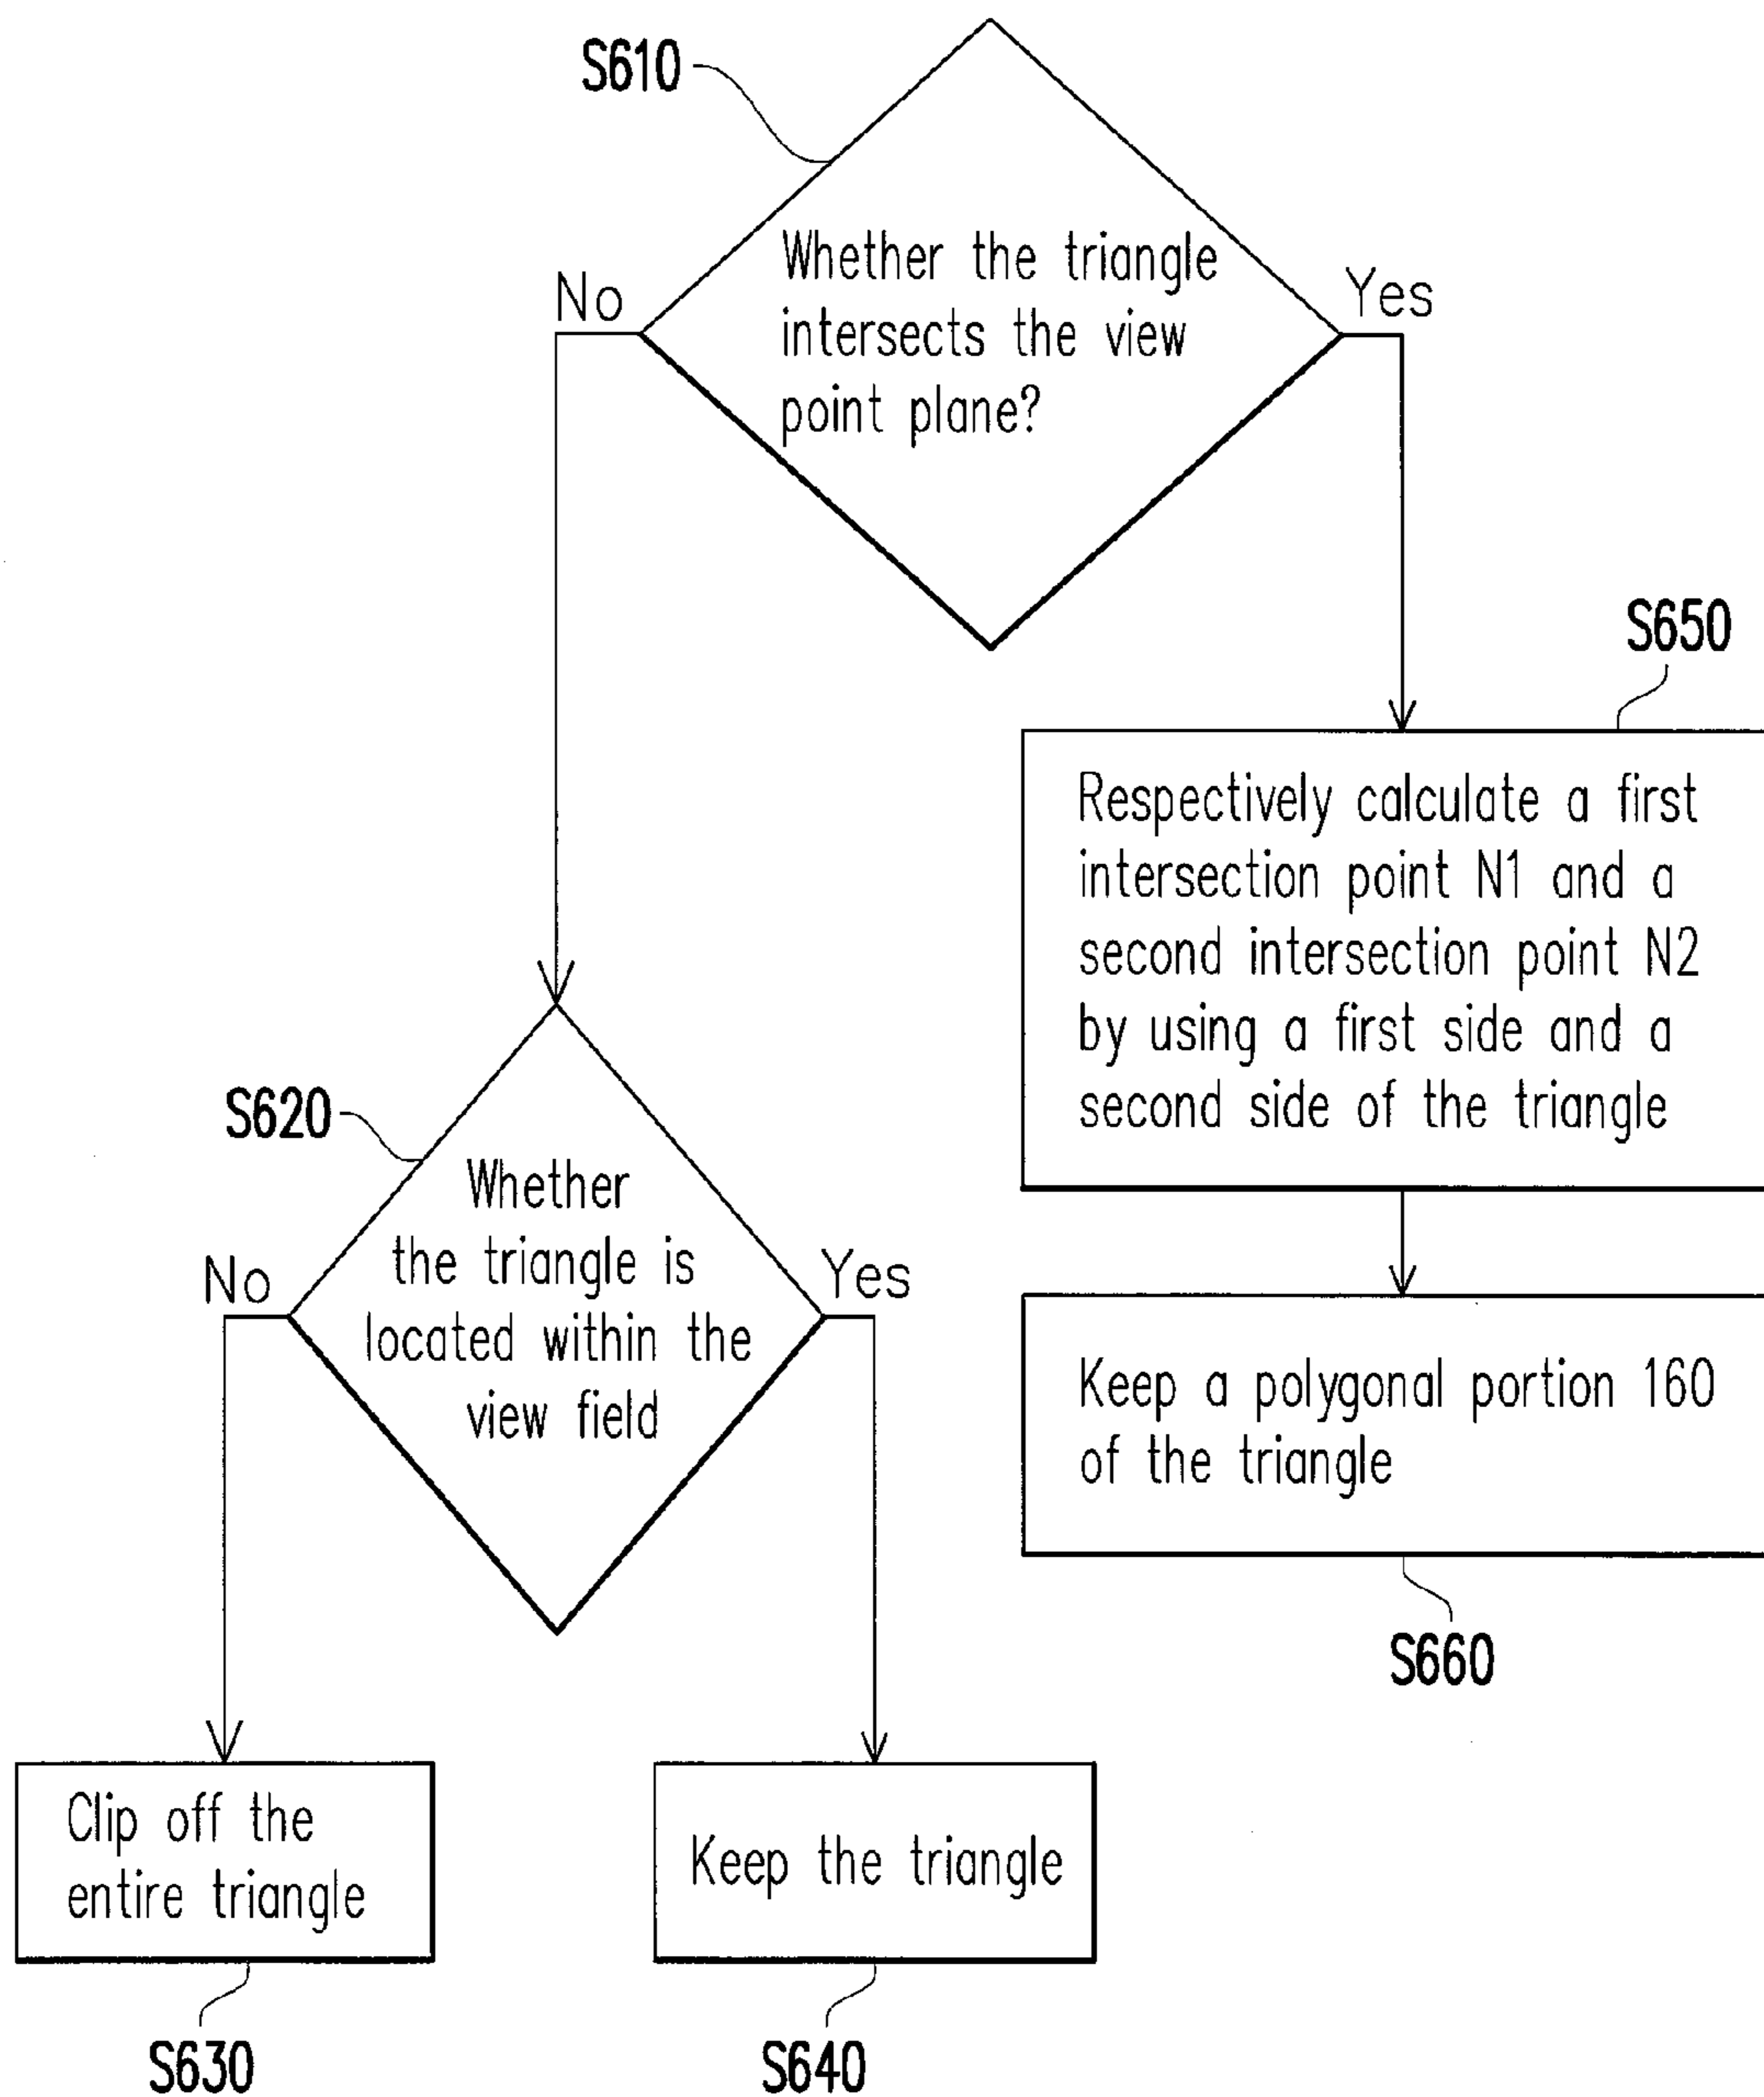 S610
Whether the triangle
intersects the view
point plane?
No
Yes
S650
Respectively calculate a first
intersection point N1 and a
second intersection point N2
by using a first side and a
second side of the triangle
S620
Whether
the triangle is
located within the
view field
No
Yes
Keep a polygonal portion 160
of the triangle
S660
Clip off the
entire triangle
Keep the triangle
S630
S640